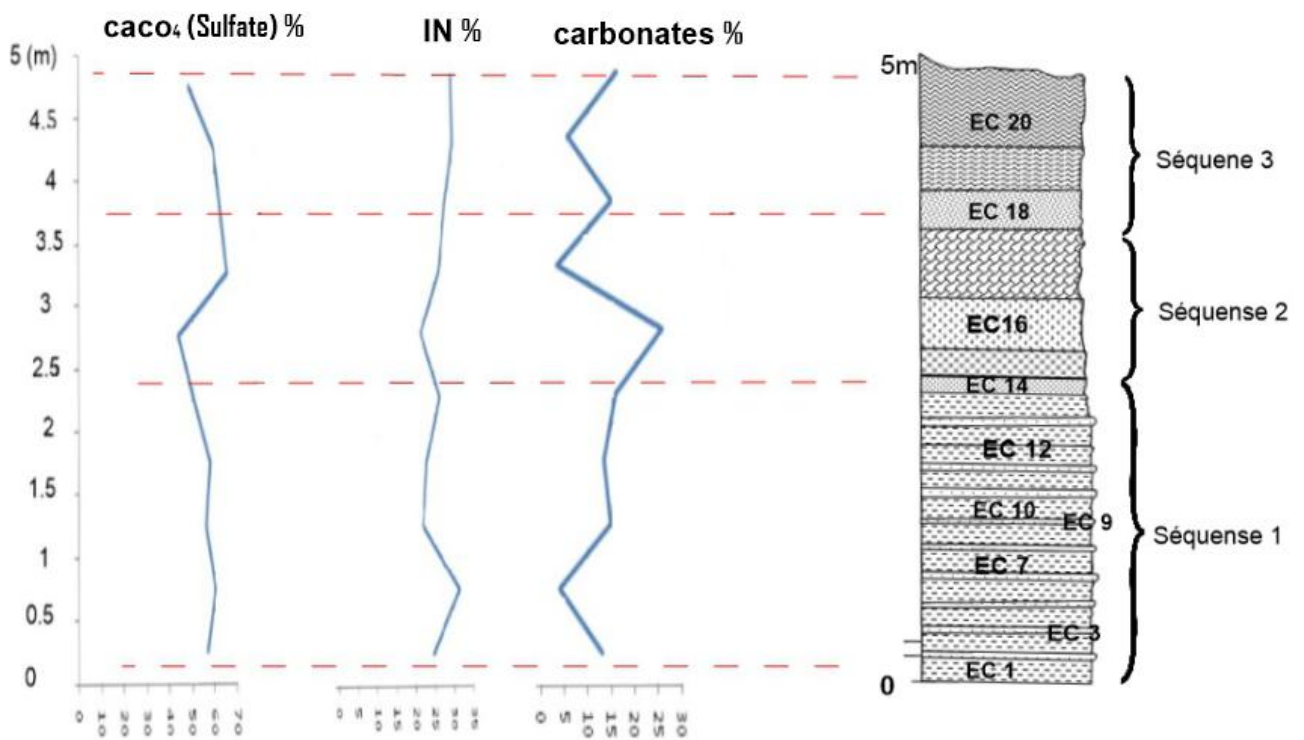 caco₄ (Sulfate) % IN % carbonates %
5 (m)
4.5
4
3.5
3
2.5
2
1.5
1
0.5
0
0 10 20 30 40 50 60 70
0 5 10 15 20 25 30 35
0 5 10 15 20 25 30
5m
EC 20
EC 18
EC16
EC 14
EC 12
EC 10
EC 9
EC 7
EC 3
EC 1
0
Séquene 3
Séquense 2
Séquense 1